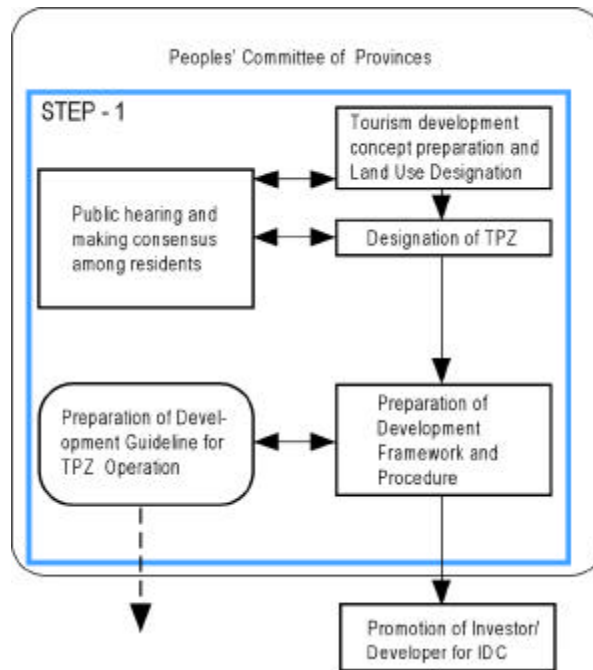 Peoples' Committee of Provinces
STEP - 1
Tourism development
concept preparation and
Land Use Designation
Public hearing and
making consensus
among residents
Designation of TPZ
Preparation of Devel-
opment Guideline for
TPZ Operation
Preparation of
Development
Framework and
Procedure
Promotion of Investor/
Developer for IDC